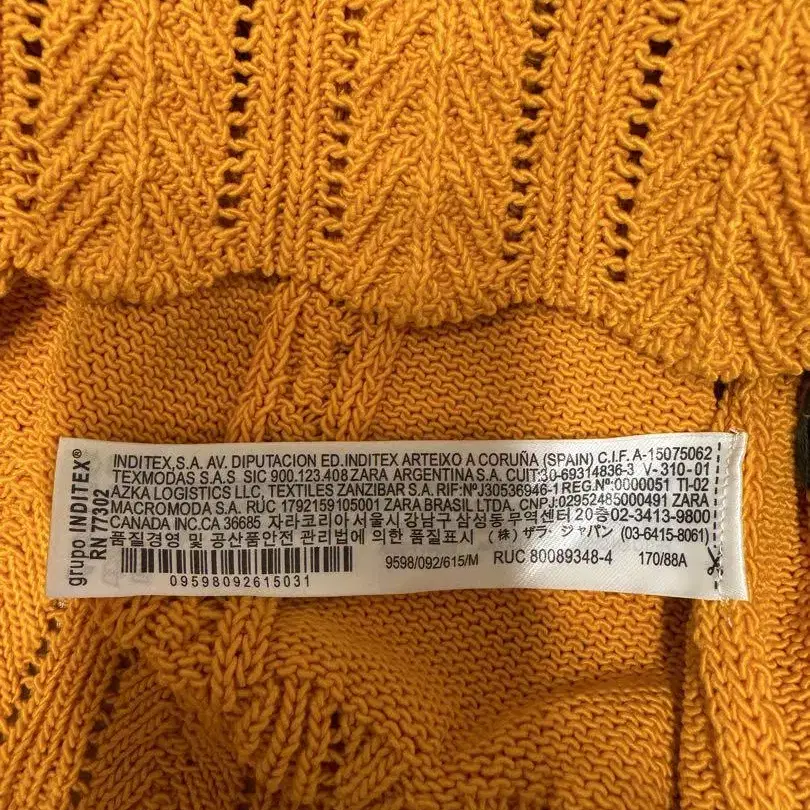 grupo INDITEX®
RN 77302
INDITEX,S.A. AV. DIPUTACION ED.INDITEX ARTEIXO A CORUÑA (SPAIN) C.I.F. A-15075062
TEXMODAS S.A.S SIC 900.123.408 ZARA ARGENTINA S.A. CUIT:30-69314836-3 V-310-01
AZKA LOGISTICS LLC, TEXTILES ZANZIBAR S.A. RIF:NºJ30536946-1 REG.Nº:0000051 TI-02
MACROMODA S.A. RUC 1792159105001 ZARA BRASIL LTDA. CNPJ:02952485000491 ZARA
CANADA INC.CA 36685 자라코리아 서울시강남구 삼성동무역센터 20층02-3413-9800
품질경영 및 공산품안전 관리법에 의한 품질표시 (株) ザラ・ジャパン (03-6415-8061)
9598/092/615/M RUC 80089348-4 170/88A
09598092615031